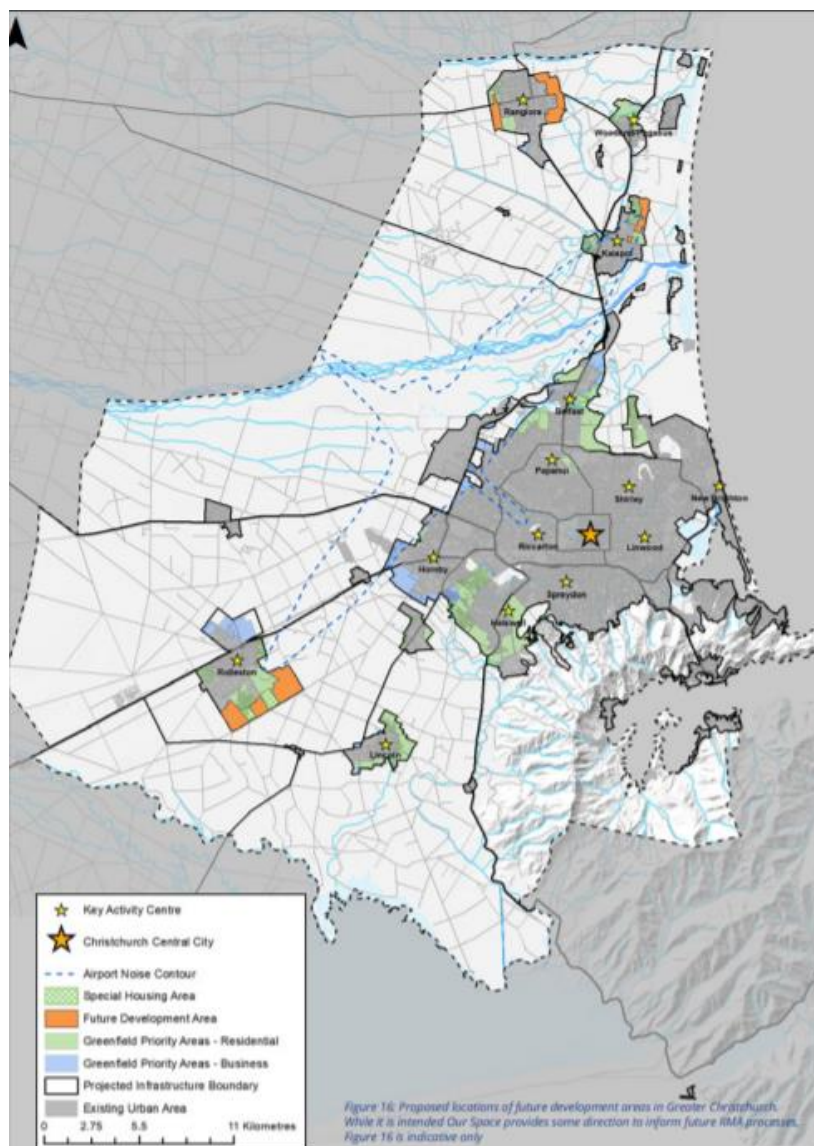 Rangiora
Kaiapoi
Belfast
Papanui
Shirley
New Brighton
Riccarton
Linwood
Hornby
Spreydon
Halswell
Rolleston
Lincoln
Key Activity Centre
Christchurch Central City
Airport Noise Contour
Special Housing Area
Future Development Area
Greenfield Priority Areas - Residential
Greenfield Priority Areas - Business
Projected Infrastructure Boundary
Existing Urban Area
0 2.75 5.5 11 Kilometres
Figure 16: Proposed locations of future development areas in Greater Christchurch.
While it is intended Our Space provides some direction to inform future RMA processes,
Figure 16 is indicative only